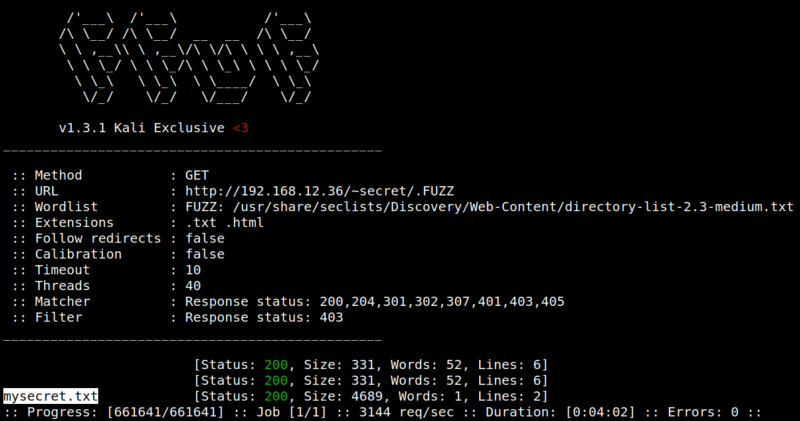 /'___\  /'___\           /'___\
/\ \__/ /\ \__/  __  __  /\ \__/
\ \ ,__\\ \ ,__\/\ \/\ \ \ \ ,__\
\ \ \_/ \ \ \_/\ \ \_\ \ \ \ \_/
\ \_\   \ \_\  \ \____/  \ \_\
\/_/    \/_/   \/___/    \/_/
v1.3.1 Kali Exclusive <3
________________________________________________
:: Method : GET
:: URL : http://192.168.12.36/~secret/.FUZZ
:: Wordlist : FUZZ: /usr/share/seclists/Discovery/Web-Content/directory-list-2.3-medium.txt
:: Extensions : .txt .html
:: Follow redirects : false
:: Calibration : false
:: Timeout : 10
:: Threads : 40
:: Matcher : Response status: 200,204,301,302,307,401,403,405
:: Filter : Response status: 403
________________________________________________
[Status: 200, Size: 331, Words: 52, Lines: 6]
[Status: 200, Size: 331, Words: 52, Lines: 6]
mysecret.txt [Status: 200, Size: 4689, Words: 1, Lines: 2]
:: Progress: [661641/661641] :: Job [1/1] :: 3144 req/sec :: Duration: [0:04:02] :: Errors: 0 ::